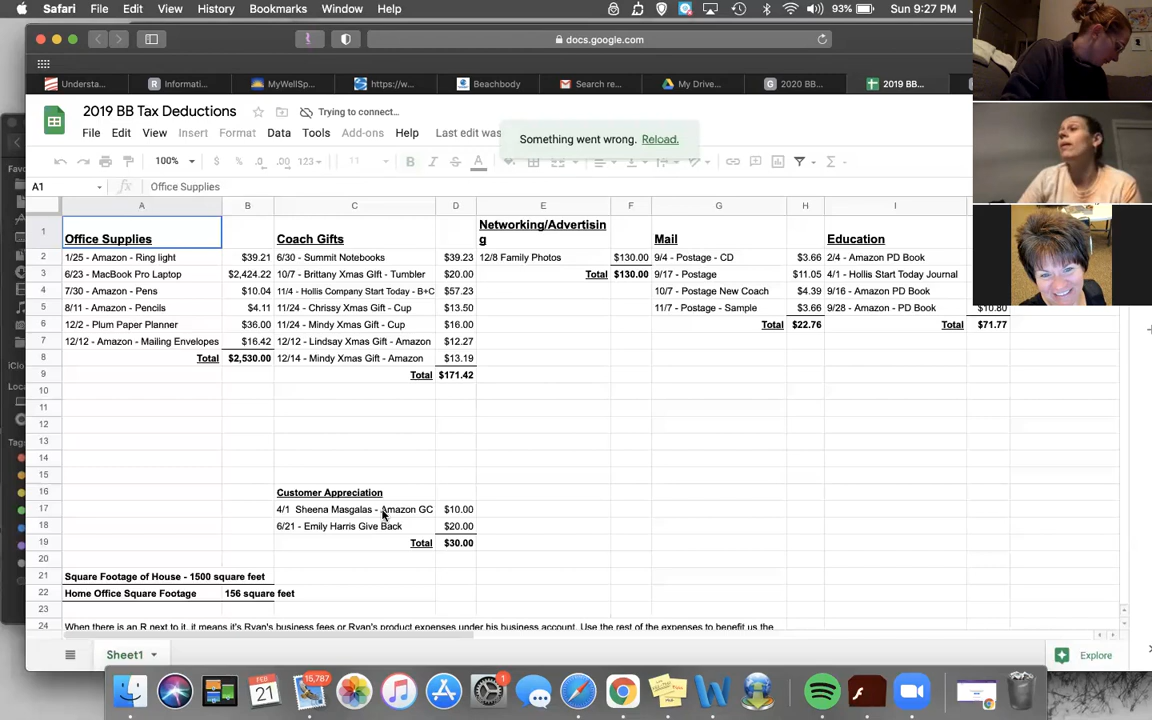 Safari File Edit View History Bookmarks Window Help 93% Sun 9:27 PM
docs.google.com
Understa... Informati... MyWellSp... https://w... Beachbody Search re... My Drive... 2020 BB... 2019 BB...
2019 BB Tax Deductions Trying to connect...
Something went wrong. Reload.
File Edit View Insert Format Data Tools Add-ons Help Last edit was
100% $ % .0 .00 123 11
A1 fx Office Supplies
A B C D E F G H I
1 Office Supplies Coach Gifts Networking/Advertisin
g Mail Education
2 1/25 - Amazon - Ring light $39.21 6/30 - Summit Notebooks $39.23 12/8 Family Photos $130.00 9/4 - Postage - CD $3.66 2/4 - Amazon PD Book
3 6/23 - MacBook Pro Laptop $2,424.22 10/7 - Brittany Xmas GIft - Tumbler $20.00 Total $130.00 9/17 - Postage $11.05 4/1 - Hollis Start Today Journal
4 7/30 - Amazon - Pens $10.04 11/4 - Hollis Company Start Today - B+C $57.23 10/7 - Postage New Coach $4.39 9/16 - Amazon PD Book
5 8/11 - Amazon - Pencils $4.11 11/24 - Chrissy Xmas Gift - Cup $13.50 11/7 - Postage - Sample $3.66 9/28 - Amazon - PD Book $10.80
6 12/2 - Plum Paper Planner $36.00 11/24 - Mindy Xmas Gift - Cup $16.00 Total $22.76 Total $71.77
7 12/12 - Amazon - Mailing Envelopes $16.42 12/12 - Lindsay Xmas Gift - Amazon $12.27
8 Total $2,530.00 12/14 - Mindy Xmas Gift - Amazon $13.19
9 Total $171.42
10
11
12
13
14
15
16 Customer Appreciation
17 4/1 Sheena Masgalas - Amazon GC $10.00
18 6/21 - Emily Harris Give Back $20.00
19 Total $30.00
20
21 Square Footage of House - 1500 square feet
22 Home Office Square Footage 156 square feet
23
24 When there is an R next to it, it means it's Ryan's business fees or Ryan's product expenses under his business account. Use the rest of the expenses to benefit us the
Sheet1 Explore
Favo
iClo
Loca
Tags
FEB
21
15,787
1